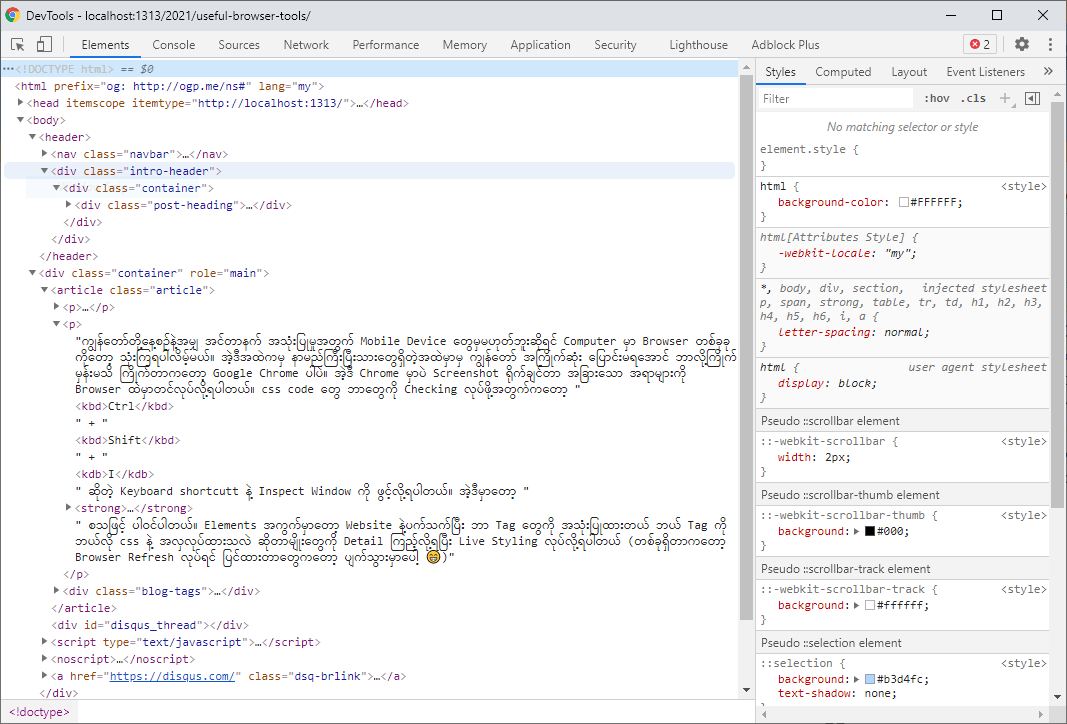 DevTools - localhost:1313/2021/useful-browser-tools/
Elements Console Sources Network Performance Memory Application Security Lighthouse Adblock Plus 2
Styles Computed Layout Event Listeners »
Filter :hov .cls +
…<!DOCTYPE html> == $0
<html prefix="og: http://ogp.me/ns#" lang="my">
<head itemscope itemtype="http://localhost:1313/">…</head>
<body>
<header>
<nav class="navbar">…</nav>
<div class="intro-header">
<div class="container">
<div class="post-heading">…</div>
</div>
</div>
</header>
<div class="container" role="main">
<article class="article">
<p>…</p>
<p>
"ကျွန်တော်တို့နေ့စဉ်နဲ့အမျှ အင်တာနက် အသုံးပြုမှုအတွက် Mobile Device တွေမှမဟုတ်ဘူးဆိုရင် Computer မှာ Browser တစ်ခုခု
ကိုတော့ သုံးကြရပါလိမ့်မယ်။ အဲ့ဒီအထဲကမှ နာမည်ကြီးပြီးသားတွေရှိတဲ့အထဲမှာမှ ကျွန်တော် အကြိုက်ဆုံး ပြောင်းမရအောင် ဘာလို့ကြိုက်
မှန်းမသိ ကြိုက်တာကတော့ Google Chrome ပါပဲ။ အဲ့ဒီ Chrome မှာပဲ Screenshot ရိုက်ချင်တာ အခြားသော အရာများကို
Browser ထဲမှာတင်လုပ်လို့ရပါတယ်။ css code တွေ ဘာတွေကို Checking လုပ်ဖို့အတွက်ကတော့ "
<kbd>Ctrl</kbd>
" + "
<kbd>Shift</kbd>
" + "
<kdb>I</kdb>
" ဆိုတဲ့ Keyboard shortcutt နဲ့ Inspect Window ကို ဖွင့်လို့ရပါတယ်။ အဲ့ဒီမှာတော့ "
<strong>…</strong>
" စသဖြင့် ပါဝင်ပါတယ်။ Elements အကွက်မှာတော့ Website နဲ့ပက်သက်ပြီး ဘာ Tag တွေကို အသုံးပြုထားတယ် ဘယ် Tag ကို
ဘယ်လို css နဲ့ အလှလုပ်ထားသလဲ ဆိုတာမျိုးတွေကို Detail ကြည့်လို့ရပြီး Live Styling လုပ်လို့ရပါတယ် (တစ်ခုရှိတာကတော့
Browser Refresh လုပ်ရင် ပြင်ထားတာတွေကတော့ ပျက်သွားမှာပေါ့ 😁)"
</p>
<div class="blog-tags">…</div>
</article>
<div id="disqus_thread"></div>
<script type="text/javascript">…</script>
<noscript>…</noscript>
<a href="https://disqus.com/" class="dsq-brlink">…</a>
</div>
<!doctype>
No matching selector or style
element.style {
}
html { <style>
background-color: #FFFFFF;
}
html[Attributes Style] {
-webkit-locale: "my";
}
*, body, div, section, injected stylesheet
p, span, strong, table, tr, td, h1, h2, h3,
h4, h5, h6, i, a {
letter-spacing: normal;
}
html { user agent stylesheet
display: block;
}
Pseudo ::scrollbar element
::-webkit-scrollbar { <style>
width: 2px;
}
Pseudo ::scrollbar-thumb element
::-webkit-scrollbar-thumb { <style>
background: #000;
}
Pseudo ::scrollbar-track element
::-webkit-scrollbar-track { <style>
background: #ffffff;
}
Pseudo ::selection element
::selection { <style>
background: #b3d4fc;
text-shadow: none;
}